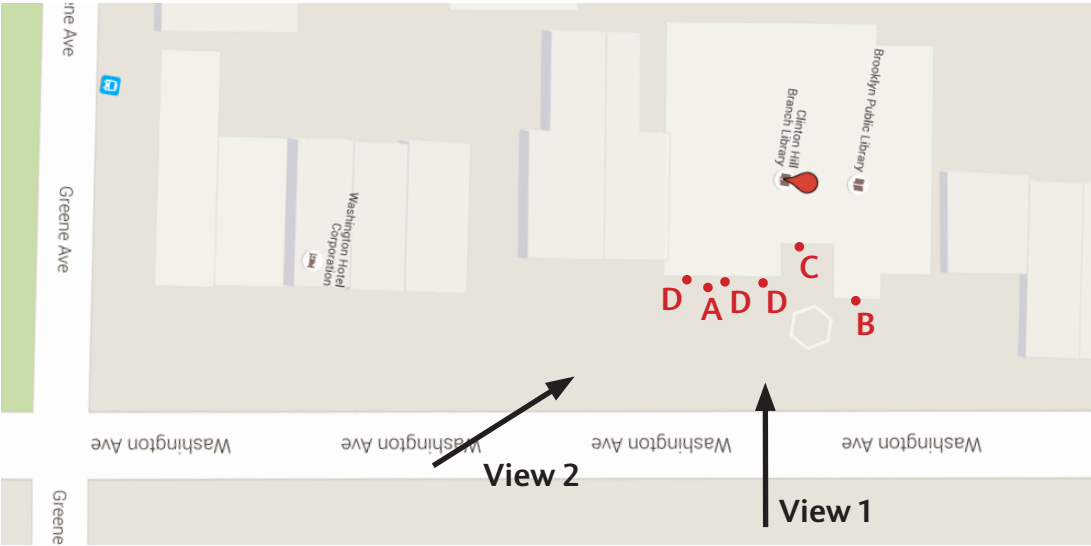 ne Ave
Greene Ave
Greene
Washington Hotel
Corporation
Clinton Hill
Branch Library
Brooklyn Public Library
D
A
D
D
C
B
Washington Ave
Washington Ave
Washington Ave
Washington Ave
View 2
View 1